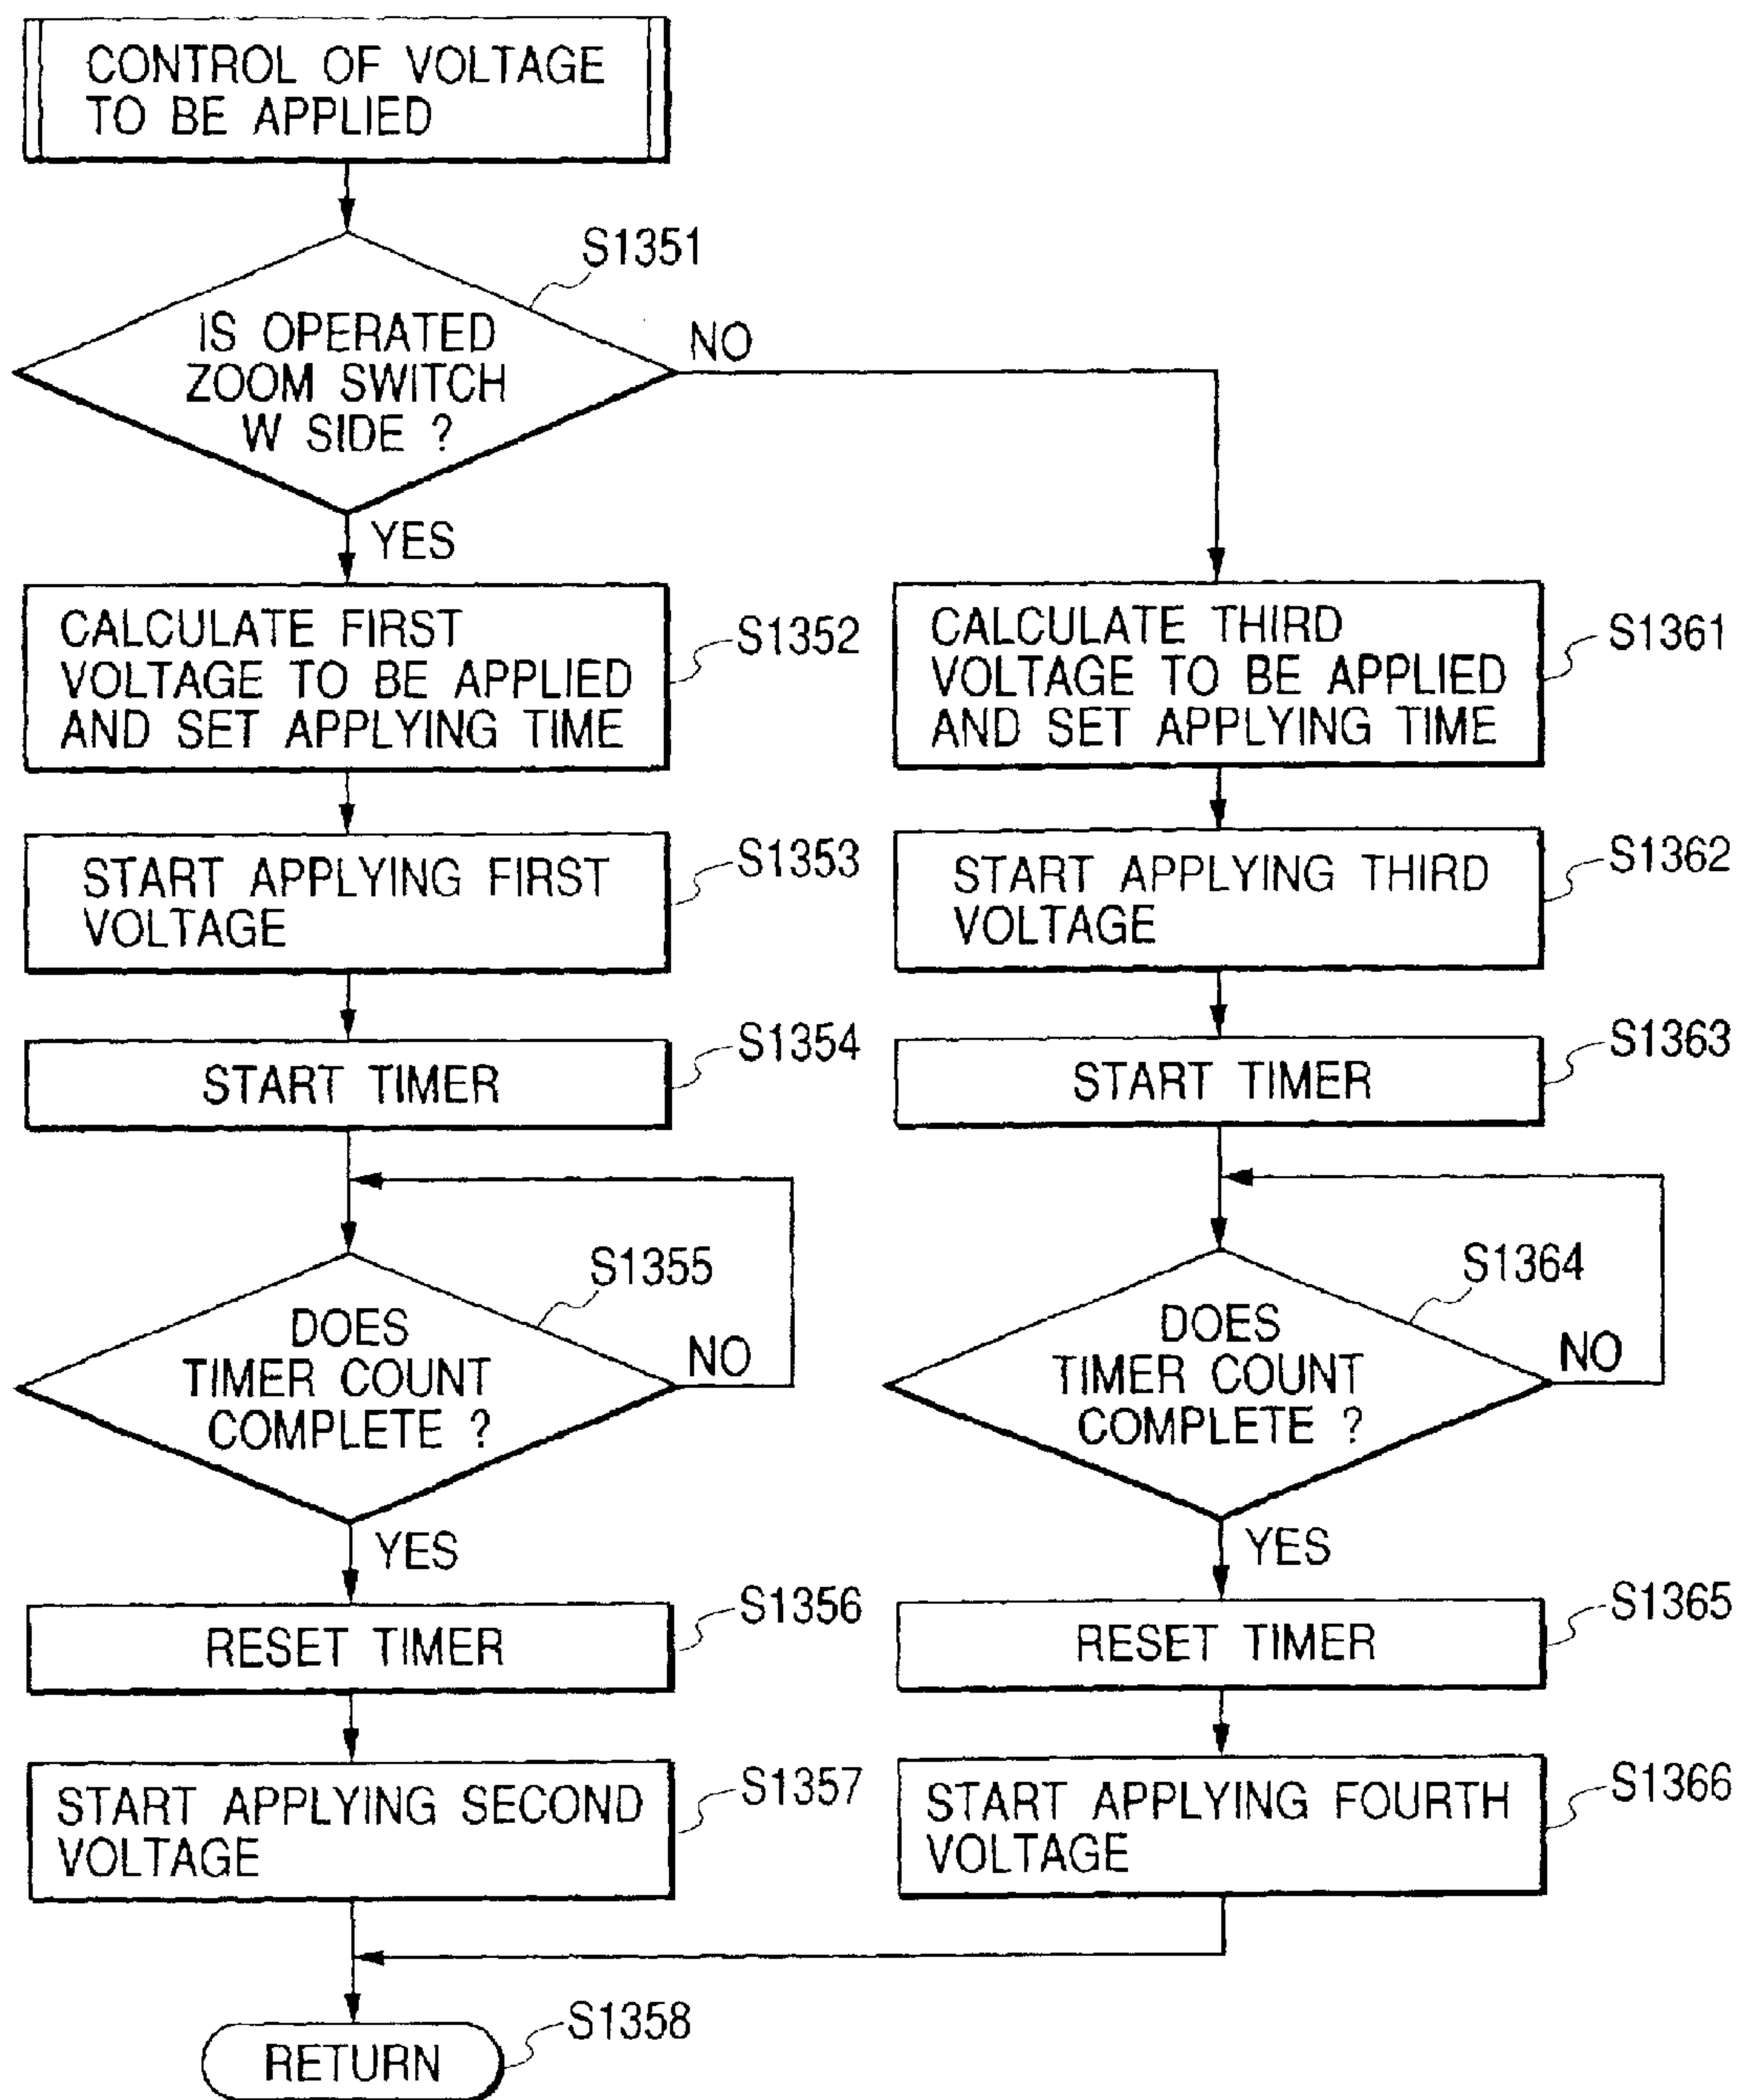 CONTROL OF VOLTAGE
TO BE APPLIED
S1351
IS OPERATED
ZOOM SWITCH
W SIDE ?
NO
YES
CALCULATE FIRST
VOLTAGE TO BE APPLIED
AND SET APPLYING TIME
S1352
START APPLYING FIRST
VOLTAGE
S1353
START TIMER
S1354
S1355
DOES
TIMER COUNT
COMPLETE ?
NO
YES
RESET TIMER
S1356
START APPLYING SECOND
VOLTAGE
S1357
CALCULATE THIRD
VOLTAGE TO BE APPLIED
AND SET APPLYING TIME
S1361
START APPLYING THIRD
VOLTAGE
S1362
START TIMER
S1363
S1364
DOES
TIMER COUNT
COMPLETE ?
NO
YES
RESET TIMER
S1365
START APPLYING FOURTH
VOLTAGE
S1366
RETURN
S1358